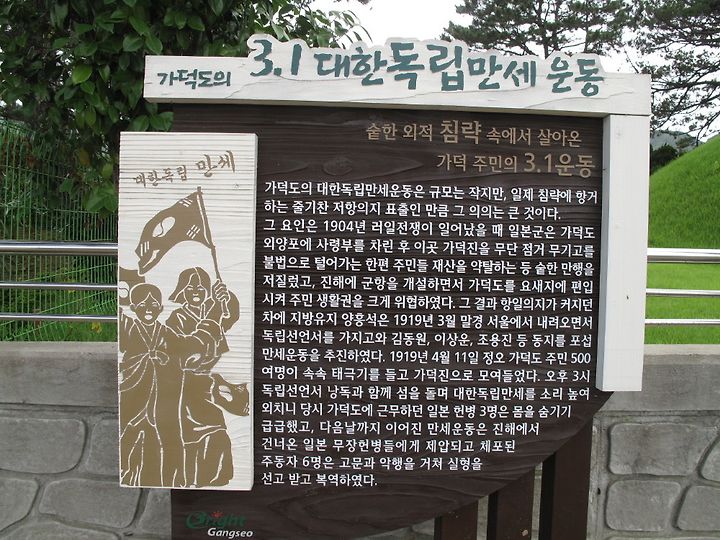 가덕도의 3.1 대한독립만세 운동
숱한 외적 침략 속에서 살아온
가덕 주민의 3.1운동
대한독립 만세
가덕도의 대한독립만세운동은 규모는 작지만, 일제 침략에 항거
하는 줄기찬 저항의지 표출인 만큼 그 의의는 큰 것이다.
그 요인은 1904년 러일전쟁이 일어났을 때 일본군은 가덕도
외양포에 사령부를 차린 후 이곳 가덕진을 무단 점거 무기고를
불법으로 털어가는 한편 주민들 재산을 약탈하는 등 숱한 만행을
저질렀고, 진해에 군항을 개설하면서 가덕도를 요새지에 편입
시켜 주민 생활권을 크게 위협하였다. 그 결과 항일의지가 커지던
차에 지방유지 양홍석은 1919년 3월 말경 서울에서 내려오면서
독립선언서를 가지고와 김동원, 이상운, 조용진 등 동지를 포섭
만세운동을 추진하였다. 1919년 4월 11일 정오 가덕도 주민 500
여명이 속속 태극기를 들고 가덕진으로 모여들었다. 오후 3시
독립선언서 낭독과 함께 섬을 돌며 대한독립만세를 소리 높여
외치니 당시 가덕도에 근무하던 일본 헌병 3명은 몸을 숨기기
급급했고, 다음날까지 이어진 만세운동은 진해에서
건너온 일본 무장헌병들에게 제압되고 체포된
주동자 6명은 고문과 악행을 거쳐 실형을
선고 받고 복역하였다.
Bright
Gangseo